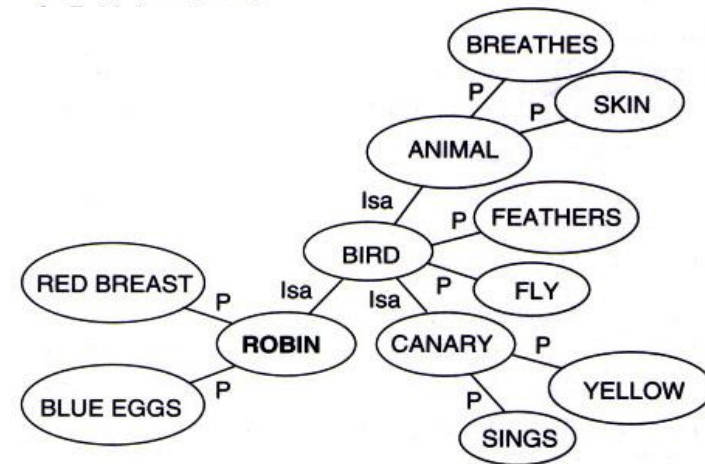 BREATHES
P
P
SKIN
ANIMAL
Isa
P
FEATHERS
BIRD
RED BREAST
Isa
Isa
P
FLY
P
ROBIN
CANARY
P
P
BLUE EGGS
P
YELLOW
SINGS